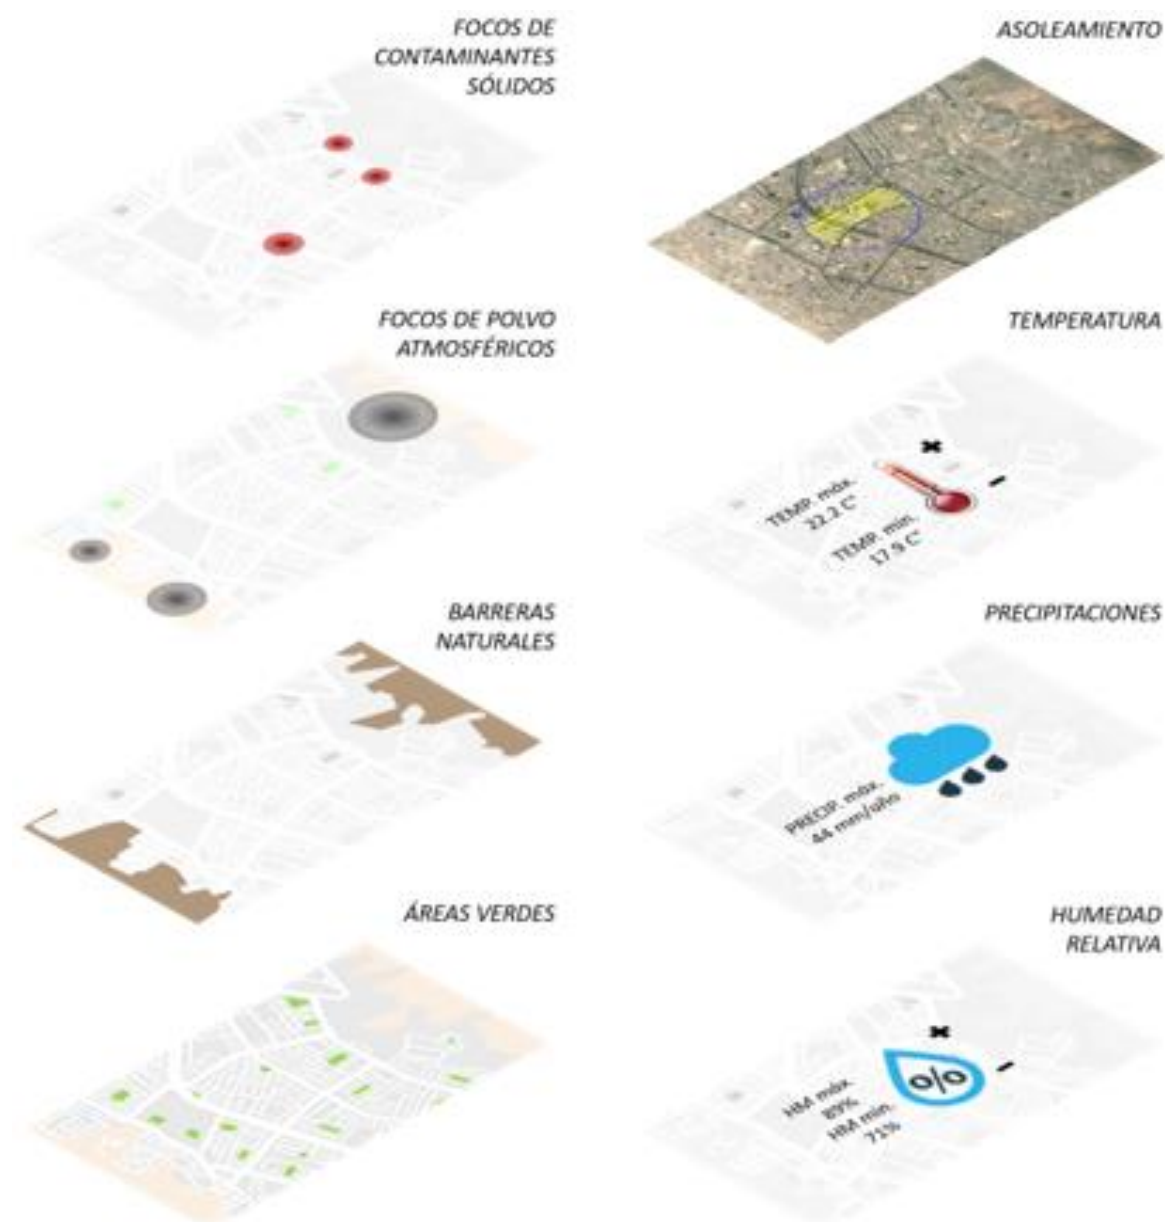 FOCOS DE
CONTAMINANTES
SÓLIDOS
ASOLEAMIENTO
FOCOS DE POLVO
ATMOSFÉRICOS
TEMPERATURA
TEMP. máx.
22.2 C°
TEMP. min.
17.9 C°
BARRERAS
NATURALES
PRECIPITACIONES
PRECIP. máx.
44 mm/año
ÁREAS VERDES
HUMEDAD
RELATIVA
%
HM máx.
89%
HM min.
71%